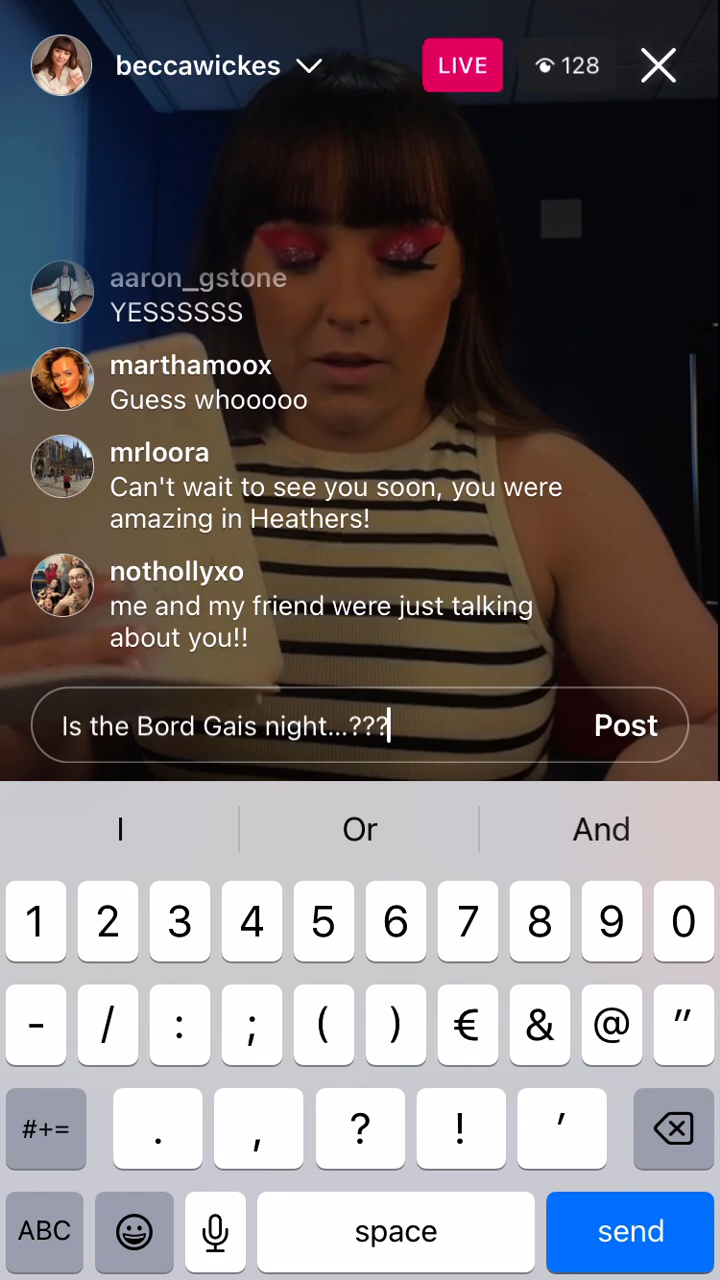 beccawickes
LIVE
128
aaron_gstone
YESSSSSS
marthamoox
Guess whooooo
mrloora
Can't wait to see you soon, you were
amazing in Heathers!
nothollyxo
me and my friend were just talking
about you!!
Is the Bord Gais night...???
Post
I Or And
1 2 3 4 5 6 7 8 9 0
- / : ; ( ) € & @ "
#+= . , ? ! '
ABC space send